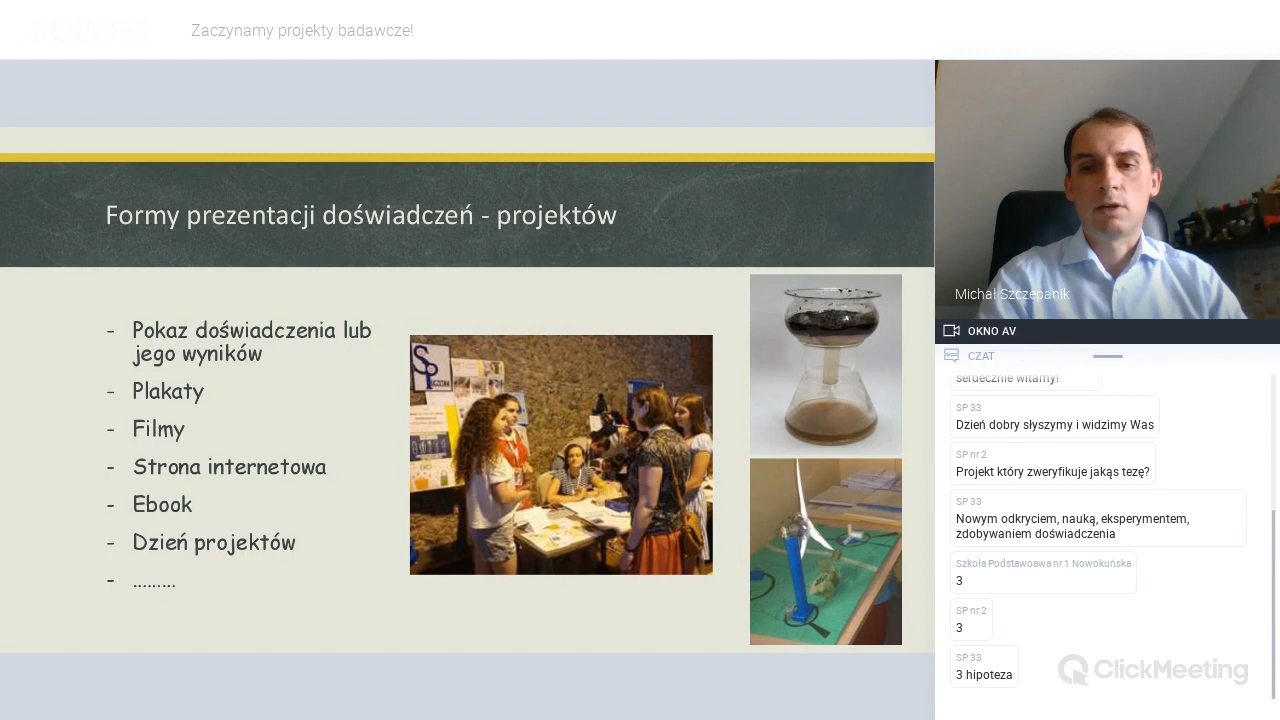 Zaczynamy projekty badawcze!
Formy prezentacji doświadczeń - projektów
- Pokaz doświadczenia lub
jego wyników
- Plakaty
- Filmy
- Strona internetowa
- Ebook
- Dzień projektów
- .........
Michał Szczepanik
OKNO AV
CZAT
serdecznie witamy!
SP 33
Dzień dobry słyszymy i widzimy Was
SP nr 2
Projekt który zweryfikuje jakąs tezę?
SP 33
Nowym odkryciem, nauką, eksperymentem,
zdobywaniem doświadczenia
Szkoła Podstawoawa nr 1 Nowokuńska
3
SP nr 2
3
SP 33
3 hipoteza
ClickMeeting